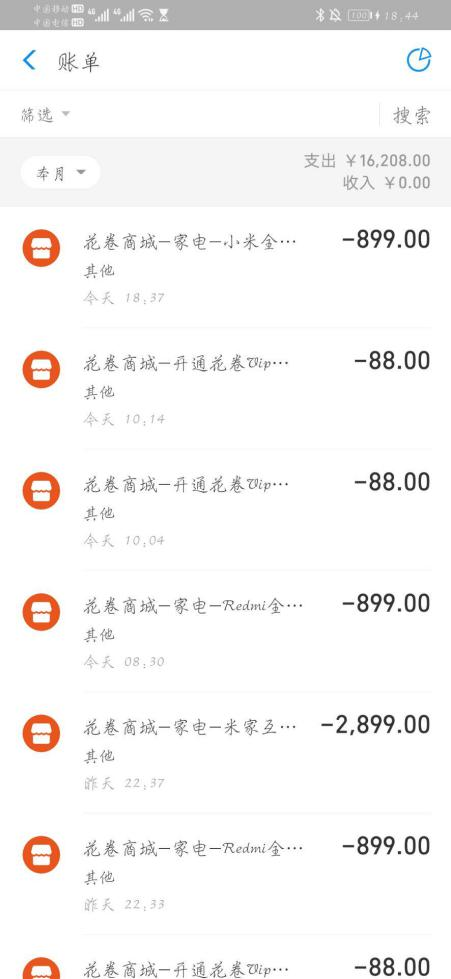 中国移动 HD 4G 4G 100 18:44
中国电信 HD
账单
筛选 搜索
本月
支出 ￥16,208.00
收入 ￥0.00
花卷商城-家电-小米全… -899.00
其他
今天 18:37
花卷商城-开通花卷Vip… -88.00
其他
今天 10:14
花卷商城-开通花卷Vip… -88.00
其他
今天 10:04
花卷商城-家电-Redmi全… -899.00
其他
今天 08:30
花卷商城-家电-米家互… -2,899.00
其他
昨天 22:37
花卷商城-家电-Redmi全… -899.00
其他
昨天 22:33
花卷商城-开通花卷Vip… -88.00